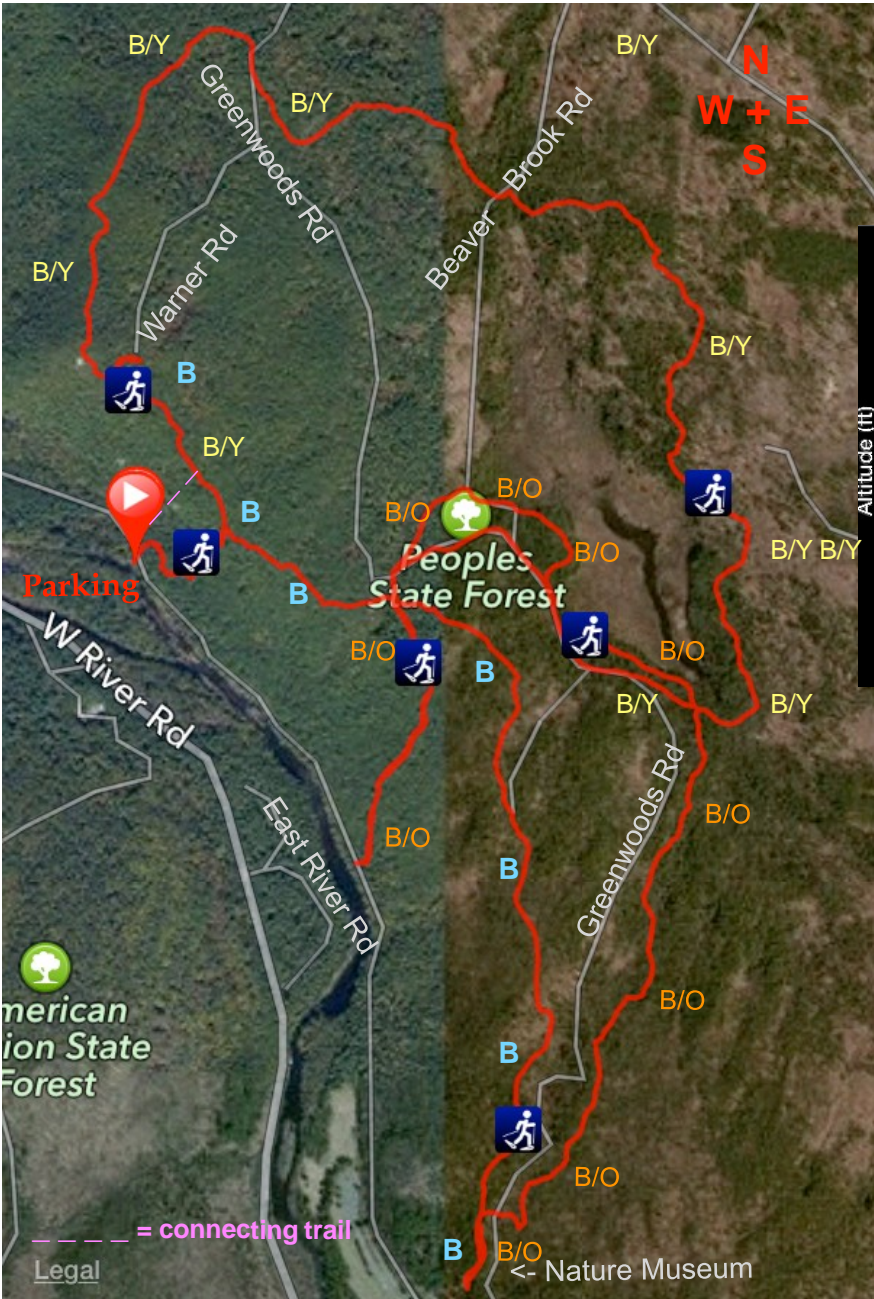 B/Y
B/Y
N
W + E
S
Greenwoods Rd
B/Y
Beaver Brook Rd
Warner Rd
B/Y
B/Y
B
B/Y
Altitude (ft)
B/O
B/O
B
B/O
B/Y B/Y
Peoples
State Forest
Parking
B
W River Rd
B/O
B
B/O
B/Y
B/Y
Greenwoods Rd
B/O
East River Rd
B/O
B
merican
ion State
Forest
B/O
B
B/O
_ _ _ _ = connecting trail
B
B/O
<- Nature Museum
Legal